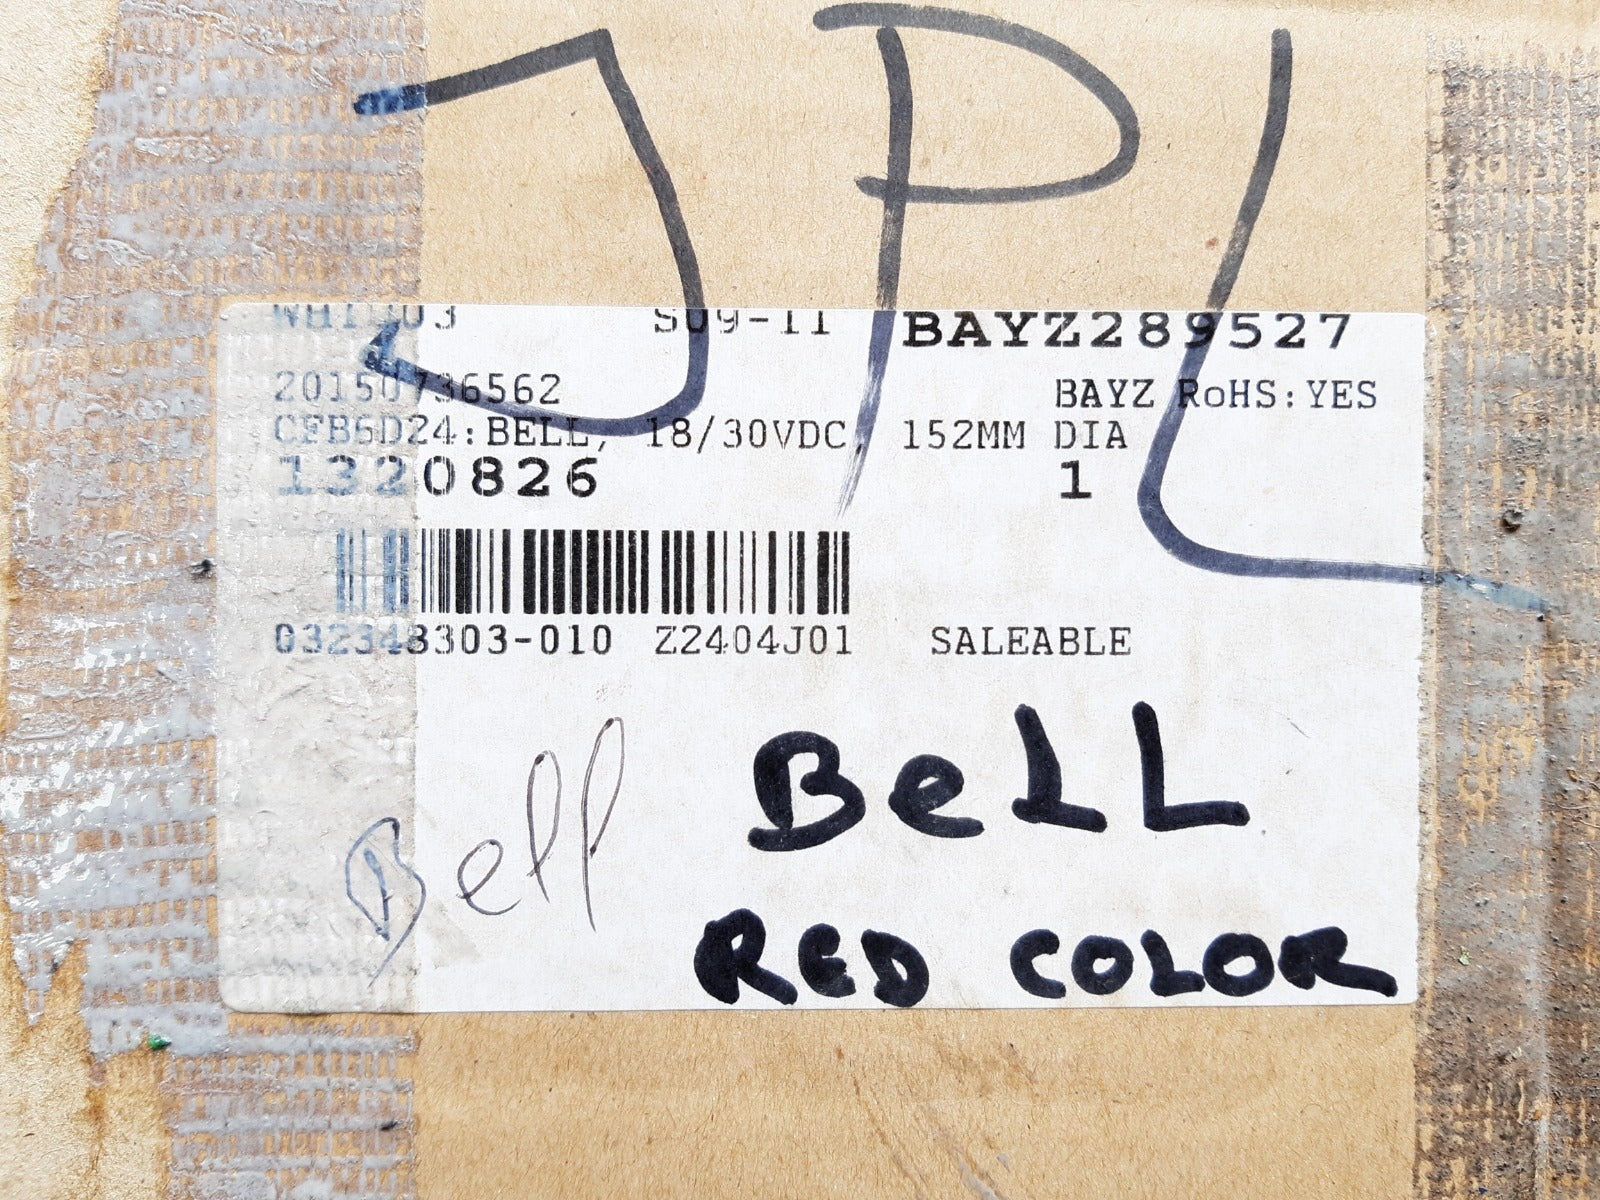 JPL
S09-11 BAYZ289527
20150736562 BAYZ RoHS:YES
CFB6D24:BELL, 18/30VDC, 152MM DIA
1320826 1
032348303-010 Z2404J01 SALEABLE
Bell
BeLL
RED COLOR